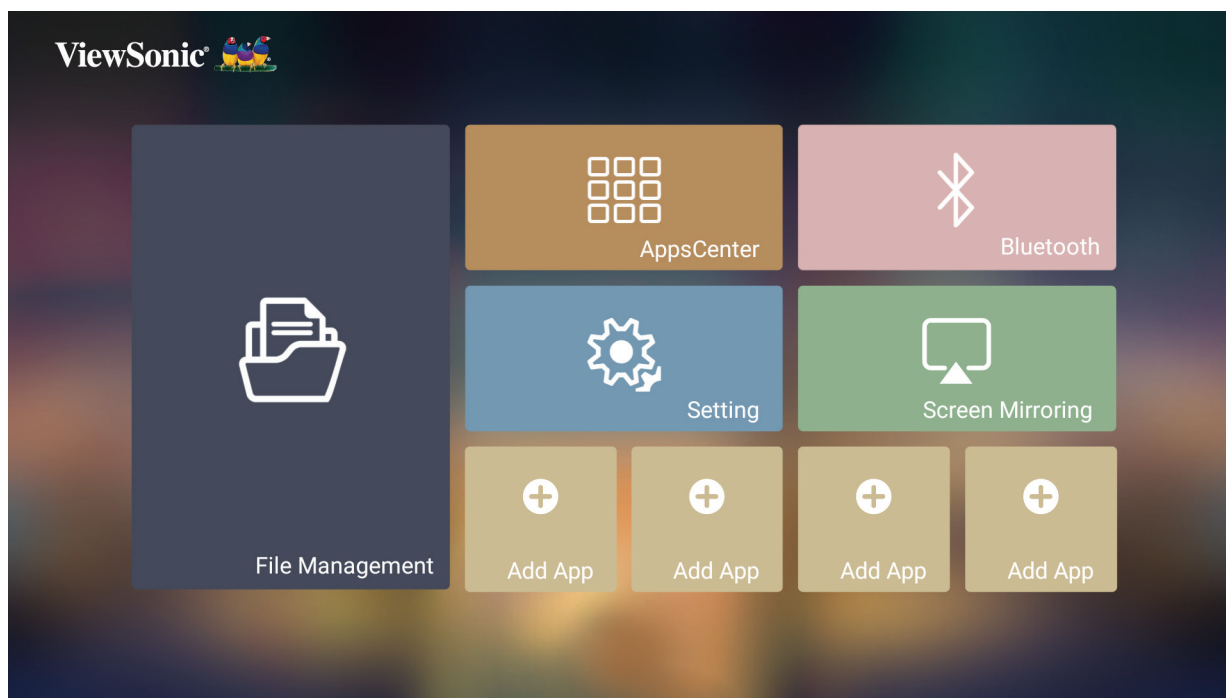 ViewSonic®
AppsCenter
Bluetooth
Setting
Screen Mirroring
File Management
Add App
Add App
Add App
Add App